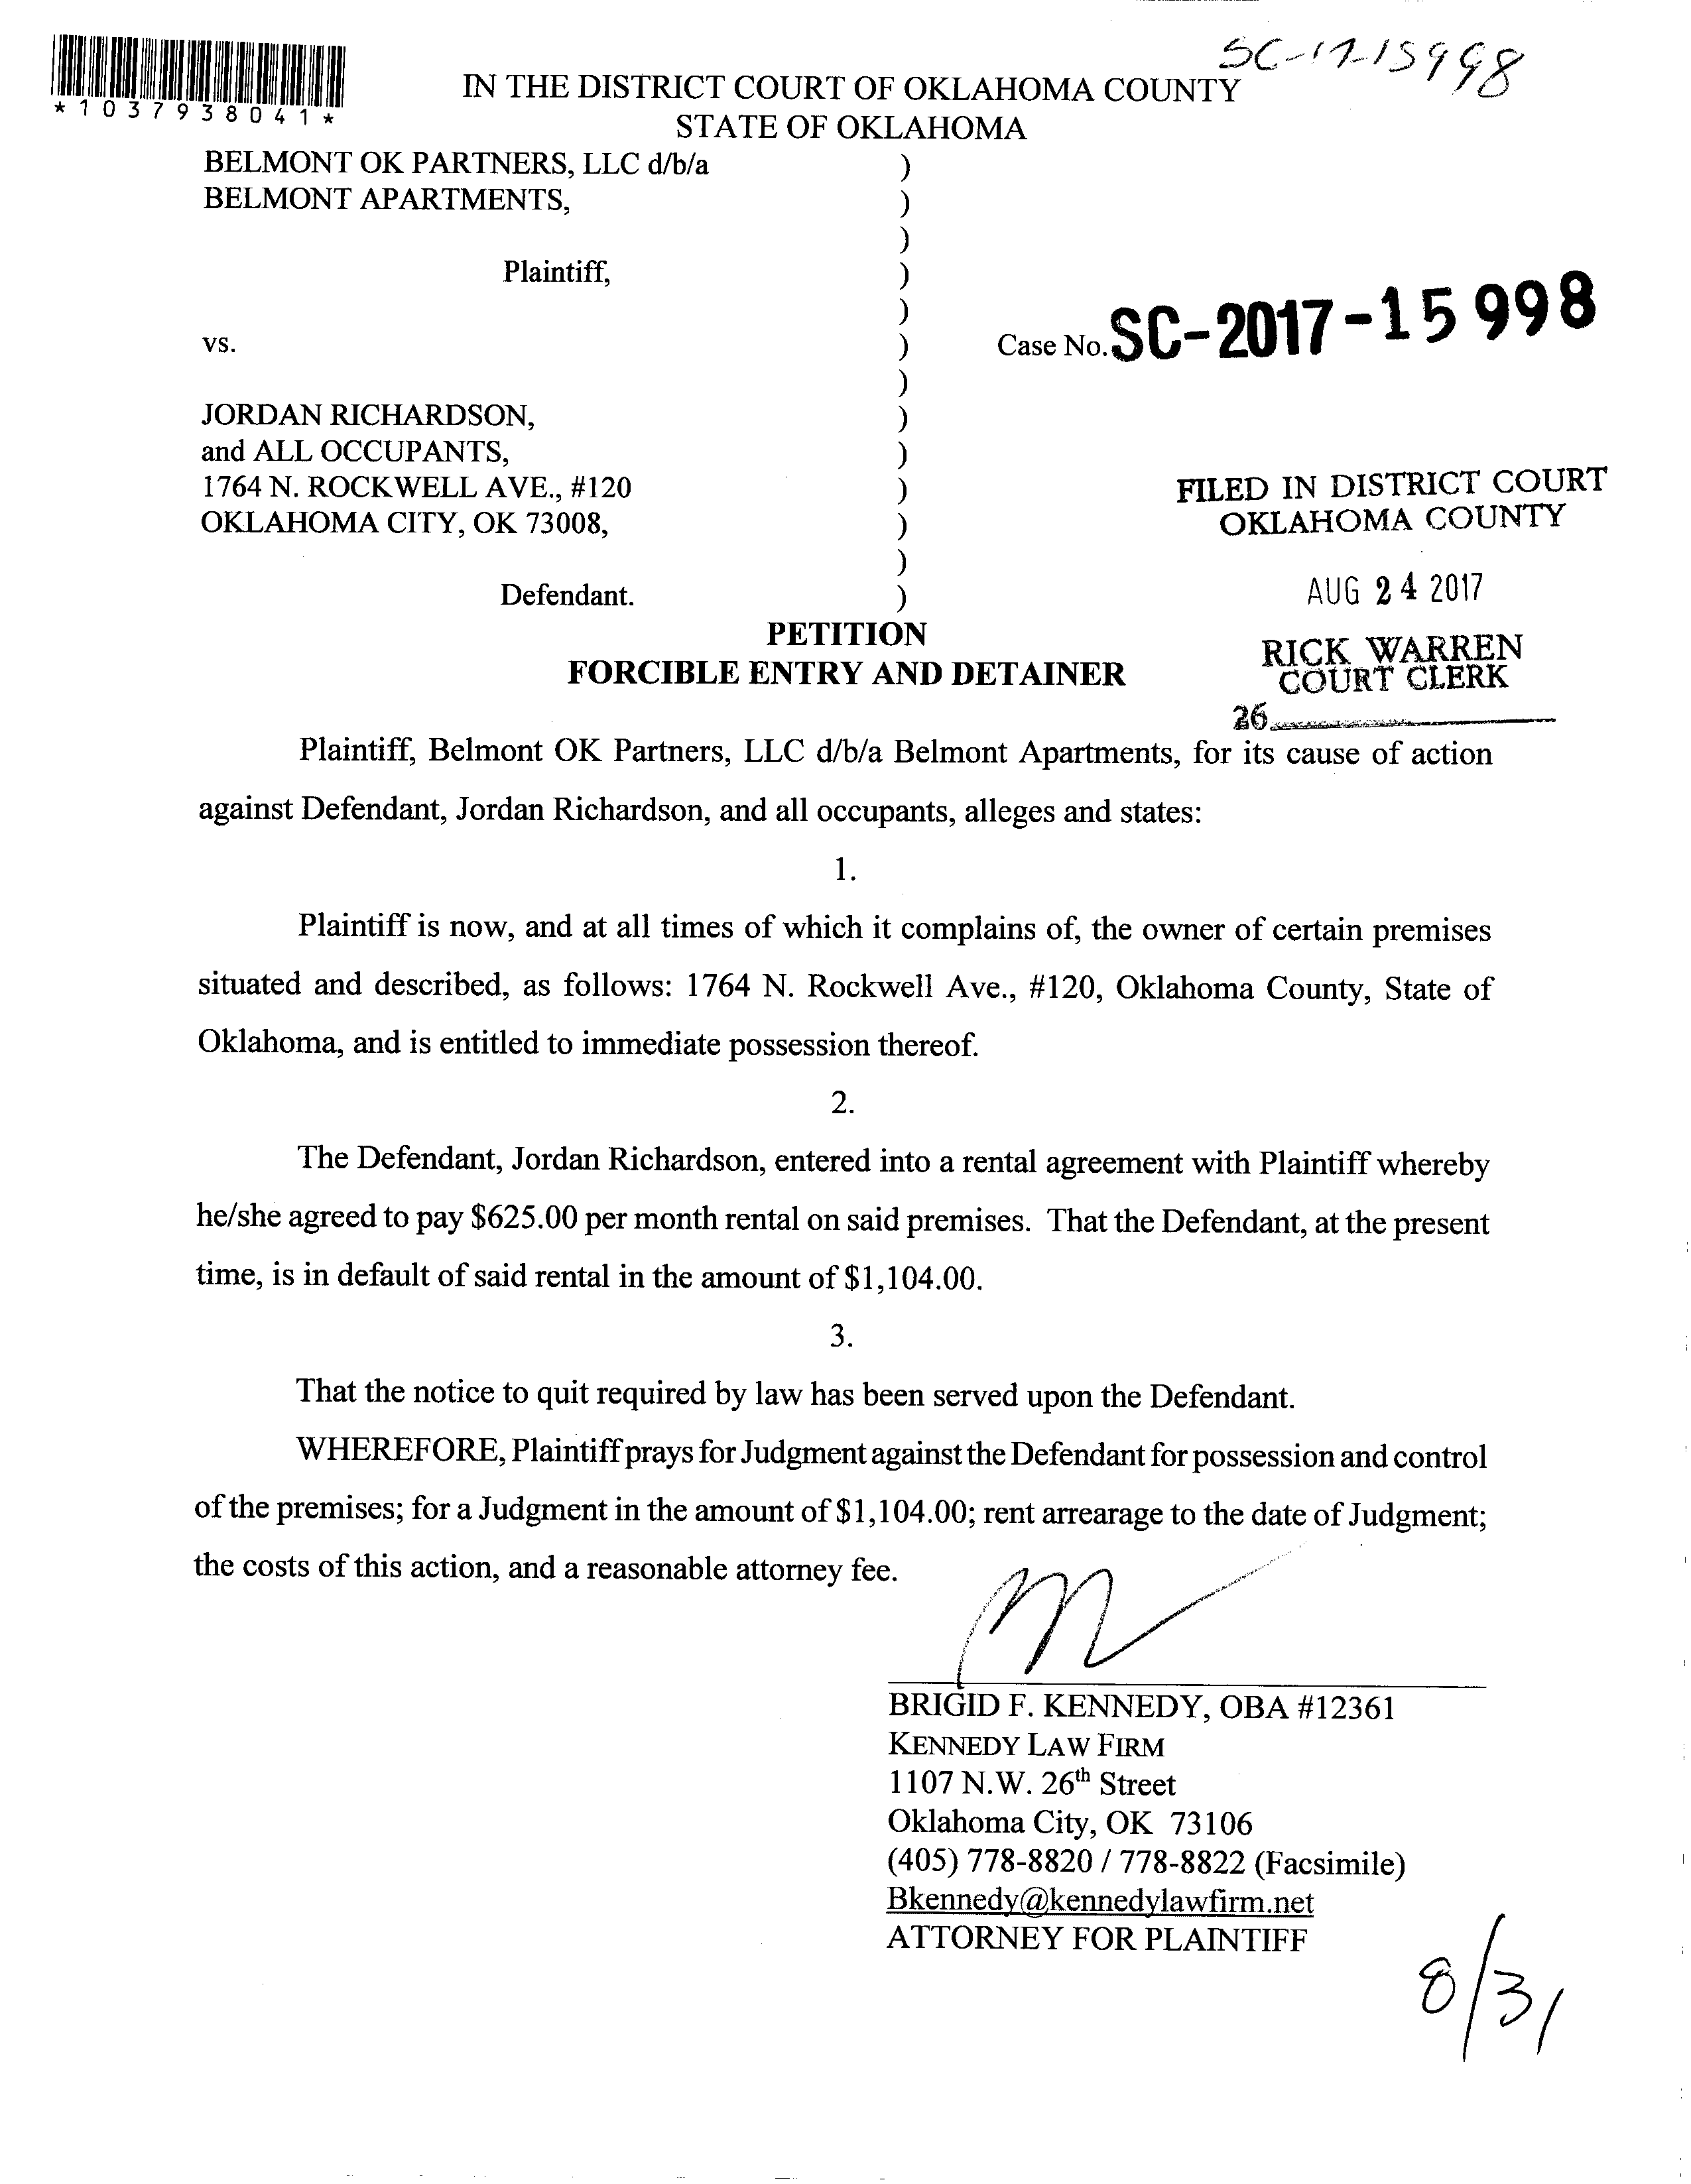 SC-17-15998
*1037938041*
IN THE DISTRICT COURT OF OKLAHOMA COUNTY
STATE OF OKLAHOMA
BELMONT OK PARTNERS, LLC d/b/a )
BELMONT APARTMENTS, )
)
Plaintiff, )
)
vs. ) Case No. SC-2017-15998
)
JORDAN RICHARDSON, )
and ALL OCCUPANTS, )
1764 N. ROCKWELL AVE., #120 )
OKLAHOMA CITY, OK 73008, )
)
Defendant. )
FILED IN DISTRICT COURT
OKLAHOMA COUNTY
AUG 24 2017
RICK WARREN
COURT CLERK
26
PETITION
FORCIBLE ENTRY AND DETAINER
Plaintiff, Belmont OK Partners, LLC d/b/a Belmont Apartments, for its cause of action
against Defendant, Jordan Richardson, and all occupants, alleges and states:
1.
Plaintiff is now, and at all times of which it complains of, the owner of certain premises
situated and described, as follows: 1764 N. Rockwell Ave., #120, Oklahoma County, State of
Oklahoma, and is entitled to immediate possession thereof.
2.
The Defendant, Jordan Richardson, entered into a rental agreement with Plaintiff whereby
he/she agreed to pay $625.00 per month rental on said premises. That the Defendant, at the present
time, is in default of said rental in the amount of $1,104.00.
3.
That the notice to quit required by law has been served upon the Defendant.
WHEREFORE, Plaintiff prays for Judgment against the Defendant for possession and control
of the premises; for a Judgment in the amount of $1,104.00; rent arrearage to the date of Judgment;
the costs of this action, and a reasonable attorney fee.
BRIGID F. KENNEDY, OBA #12361
KENNEDY LAW FIRM
1107 N.W. 26th Street
Oklahoma City, OK 73106
(405) 778-8820 / 778-8822 (Facsimile)
Bkennedy@kennedylawfirm.net
ATTORNEY FOR PLAINTIFF
8/31